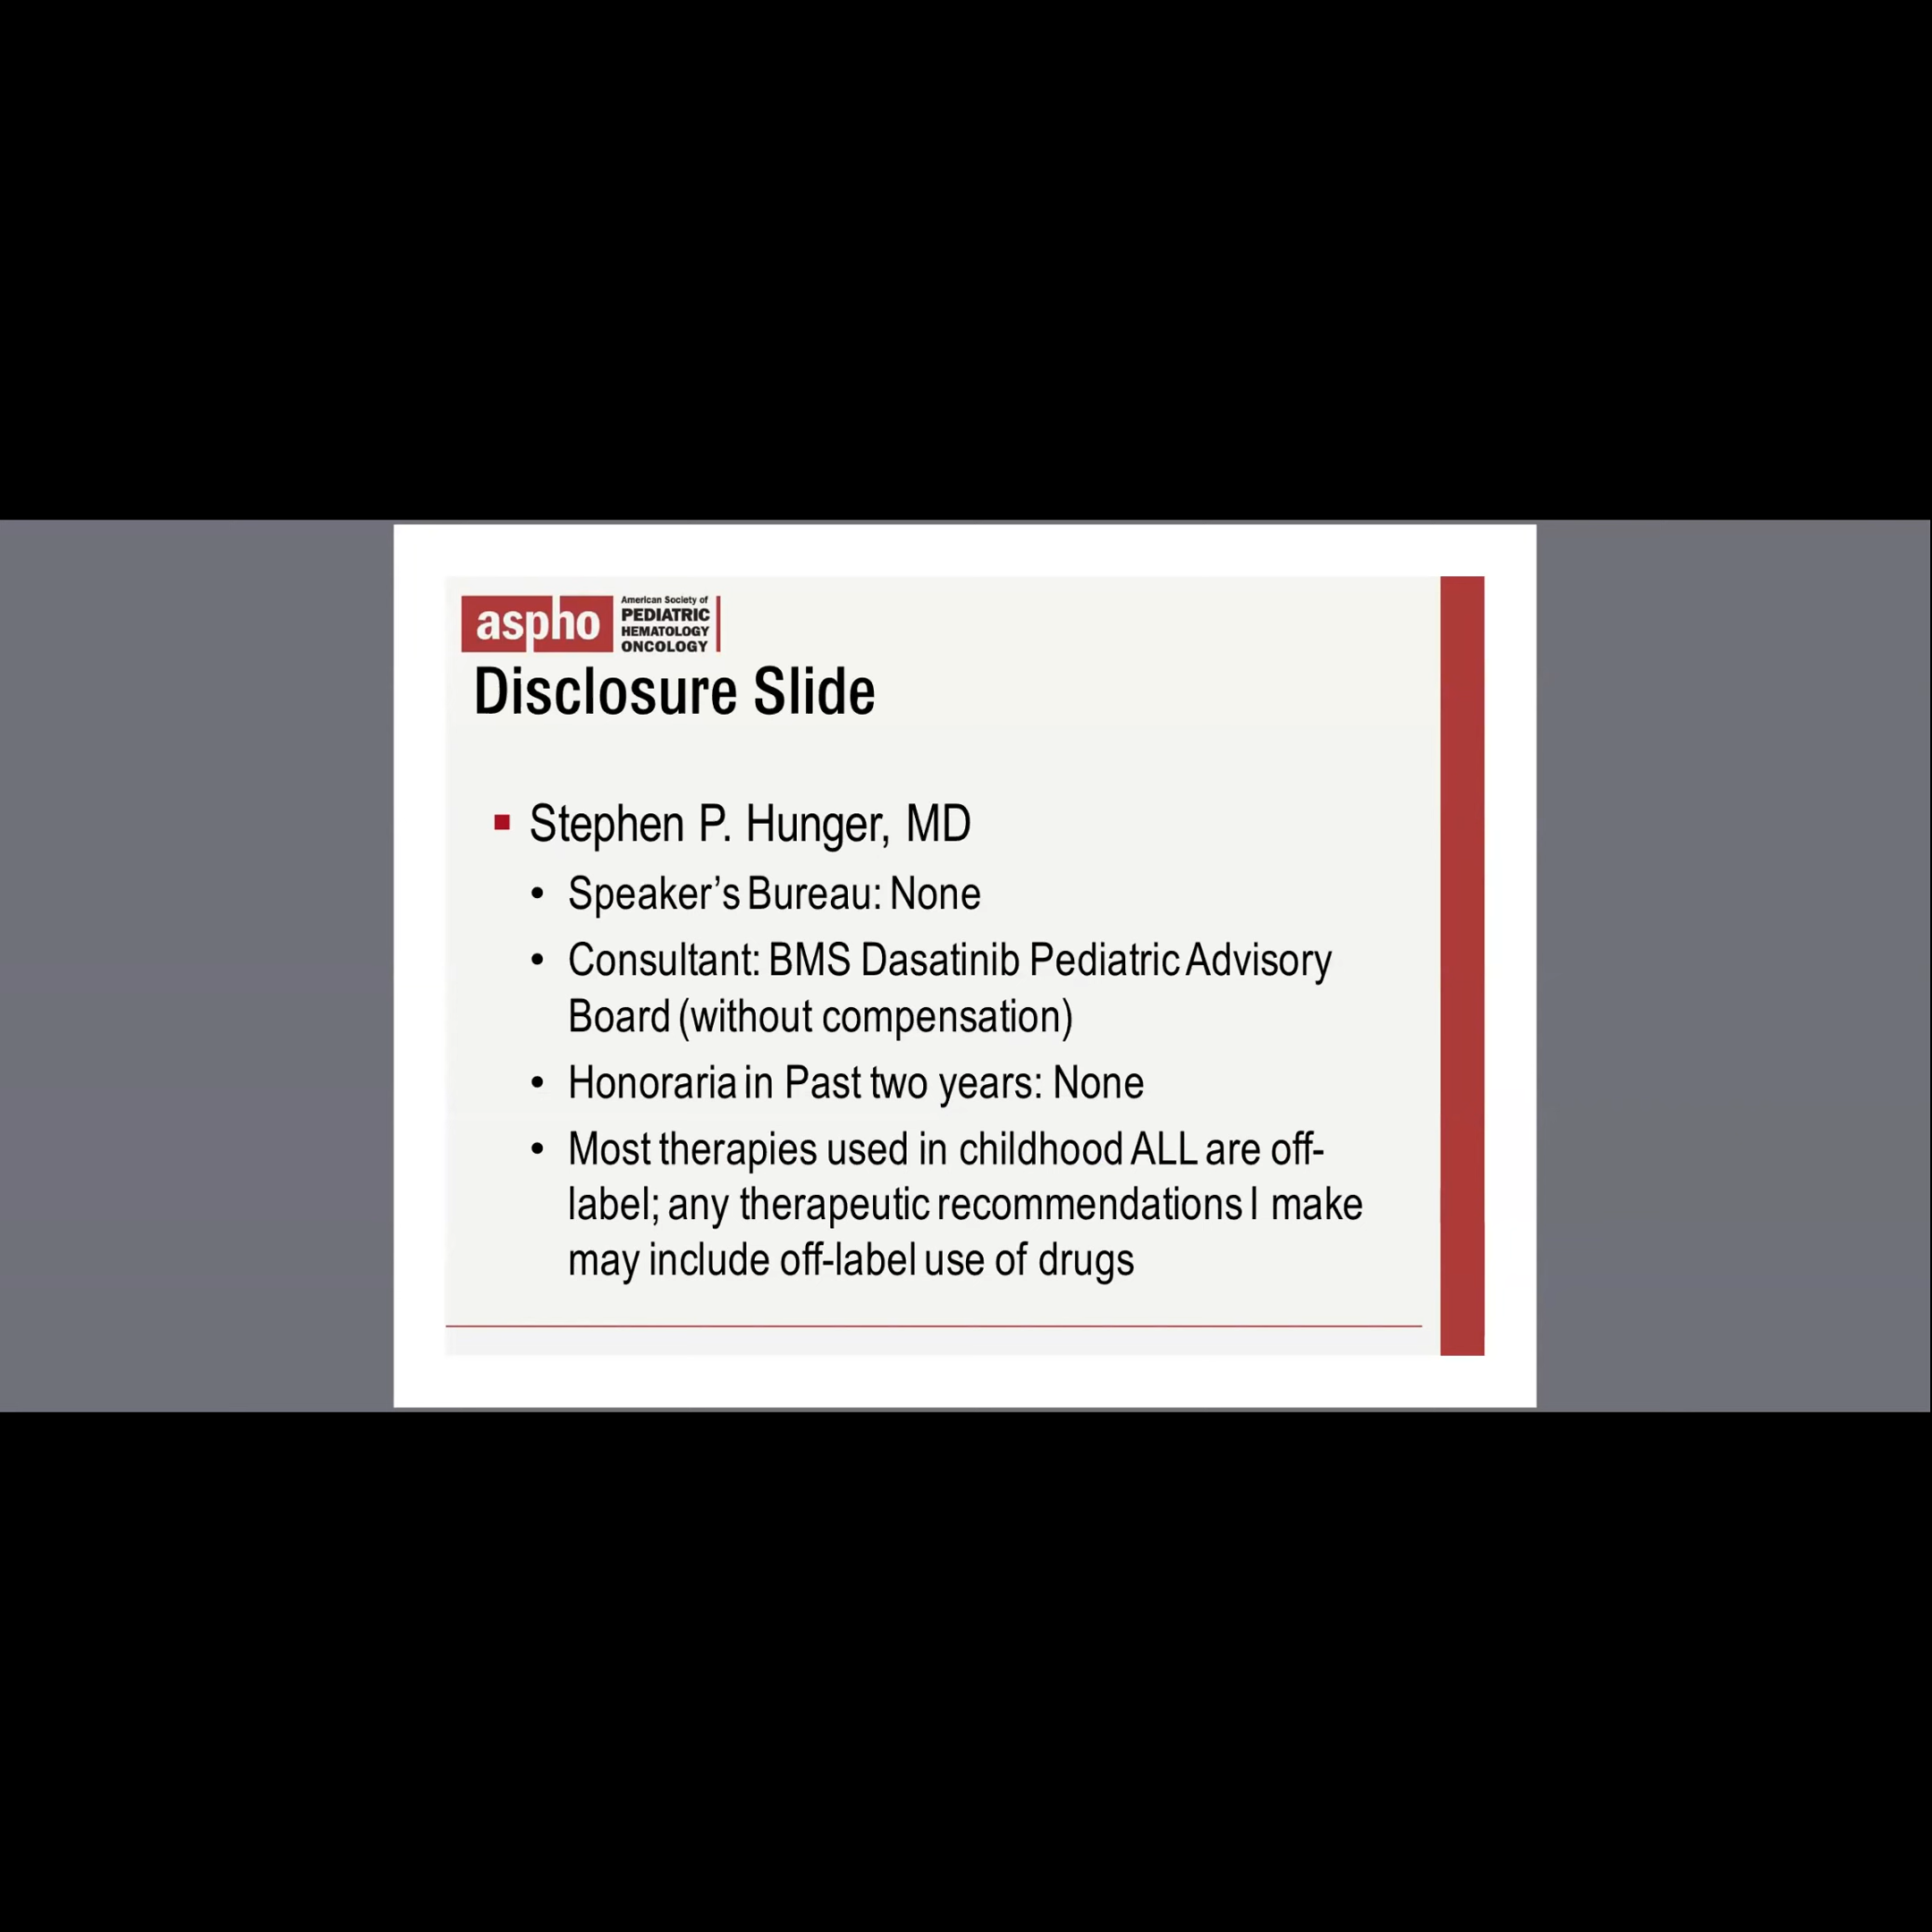 aspho
American Society of
PEDIATRIC
HEMATOLOGY
ONCOLOGY
Disclosure Slide
Stephen P. Hunger, MD
• Speaker’s Bureau: None
• Consultant: BMS Dasatinib Pediatric Advisory
Board (without compensation)
• Honoraria in Past two years: None
• Most therapies used in childhood ALL are off-
label; any therapeutic recommendations I make
may include off-label use of drugs